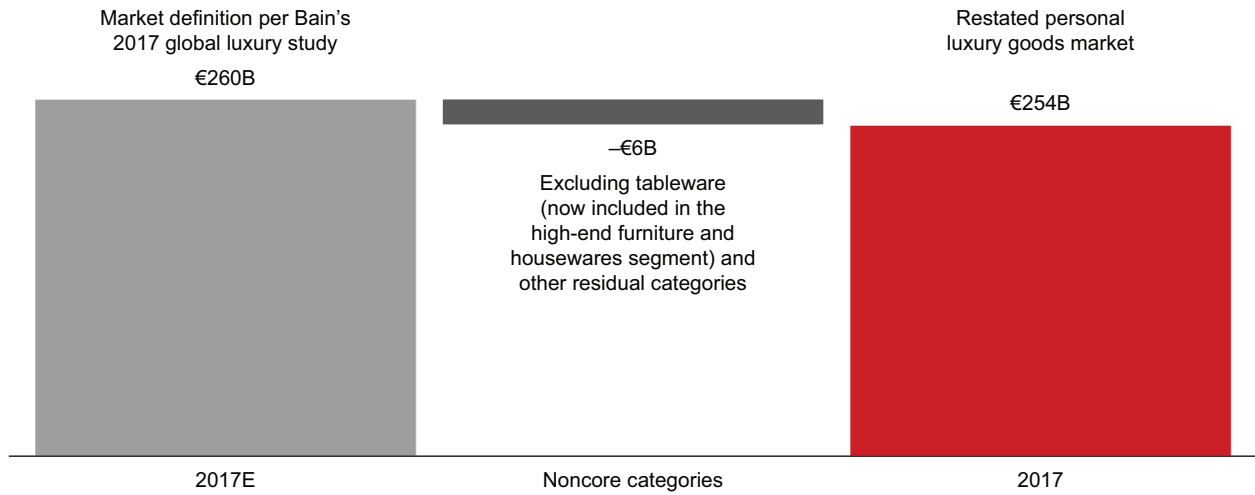 Market definition per Bain’s
2017 global luxury study
€260B
Restated personal
luxury goods market
€254B
–€6B
Excluding tableware
(now included in the
high-end furniture and
housewares segment) and
other residual categories
2017E
Noncore categories
2017